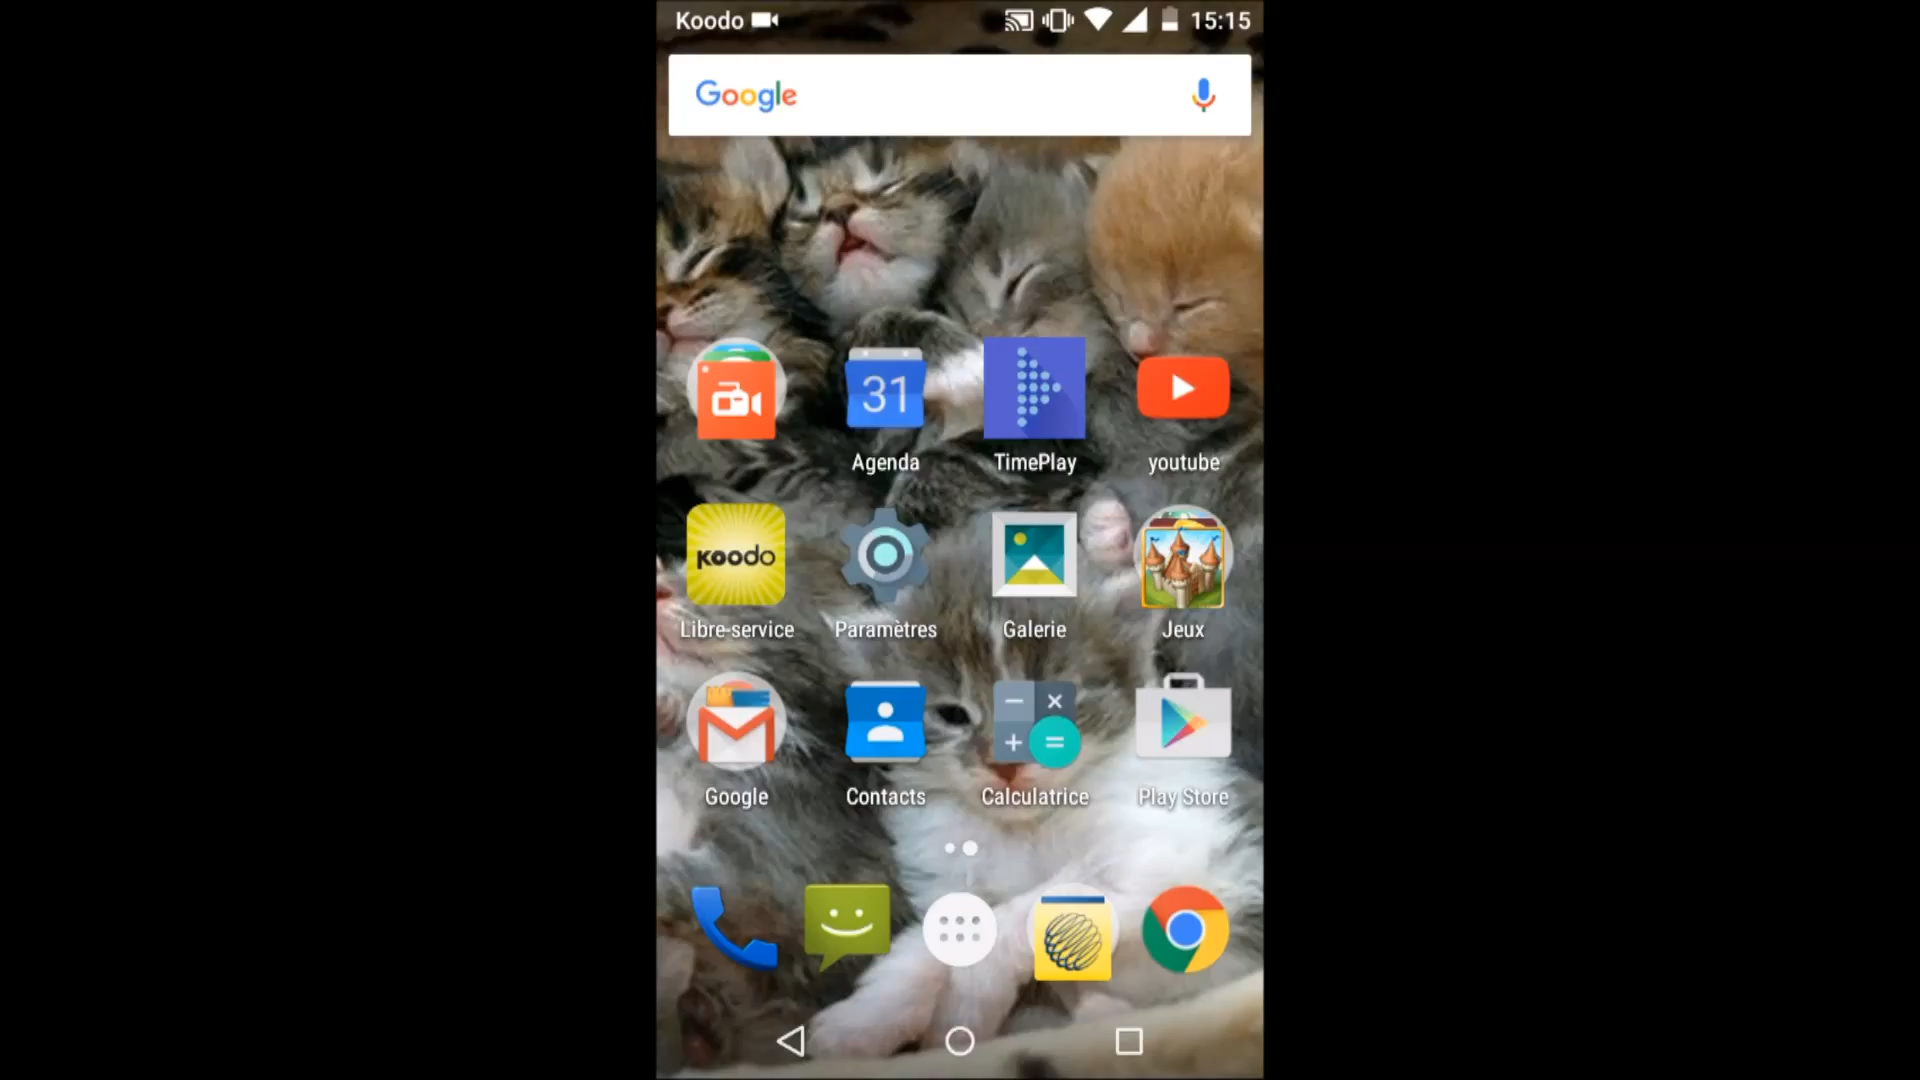 Koodo 15:15
Google
31
Agenda TimePlay youtube
koodo
Libre-service Paramètres Galerie Jeux
Google Contacts Calculatrice Play Store